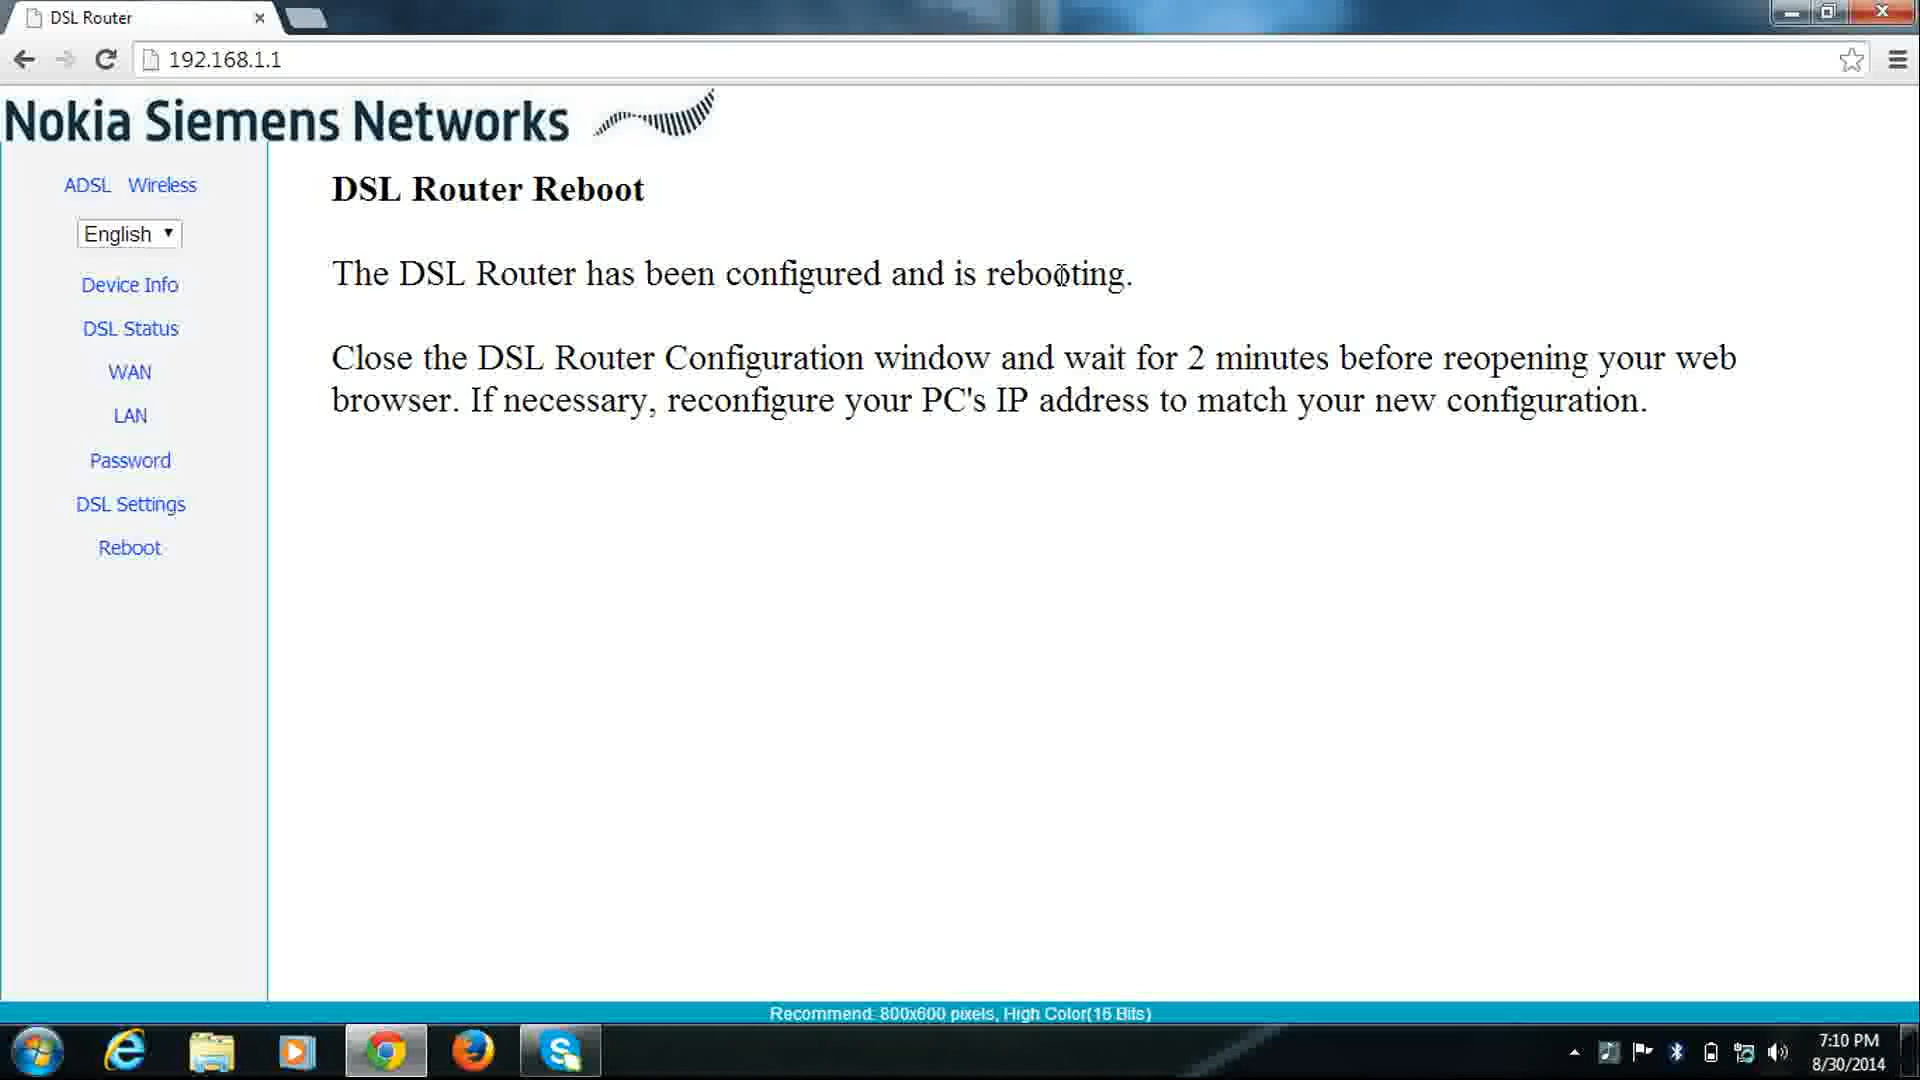 DSL Router
192.168.1.1
Nokia Siemens Networks
ADSL Wireless
English
Device Info
DSL Status
WAN
LAN
Password
DSL Settings
Reboot
DSL Router Reboot
The DSL Router has been configured and is rebooting.
Close the DSL Router Configuration window and wait for 2 minutes before reopening your web
browser. If necessary, reconfigure your PC's IP address to match your new configuration.
Recommend: 800x600 pixels, High Color(16 Bits)
7:10 PM
8/30/2014